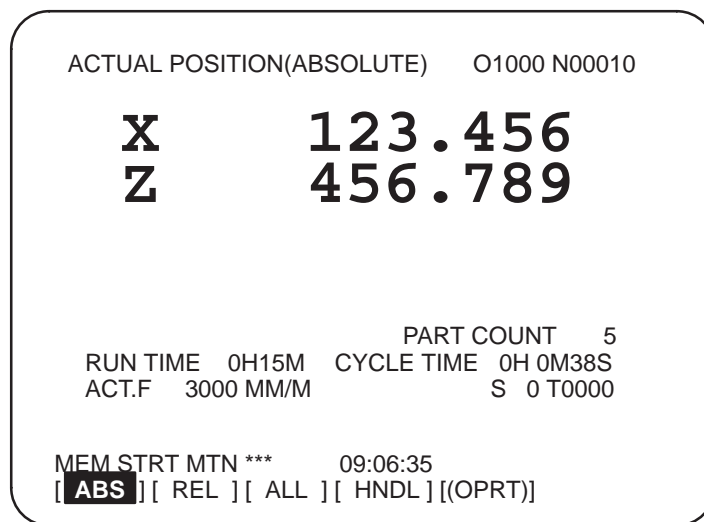 ACTUAL POSITION(ABSOLUTE) O1000 N00010
X 123.456
Z 456.789
PART COUNT 5
RUN TIME 0H15M CYCLE TIME 0H 0M38S
ACT.F 3000 MM/M S 0 T0000
MEM STRT MTN *** 09:06:35
[ ABS ] [ REL ] [ ALL ] [ HNDL ] [(OPRT)]